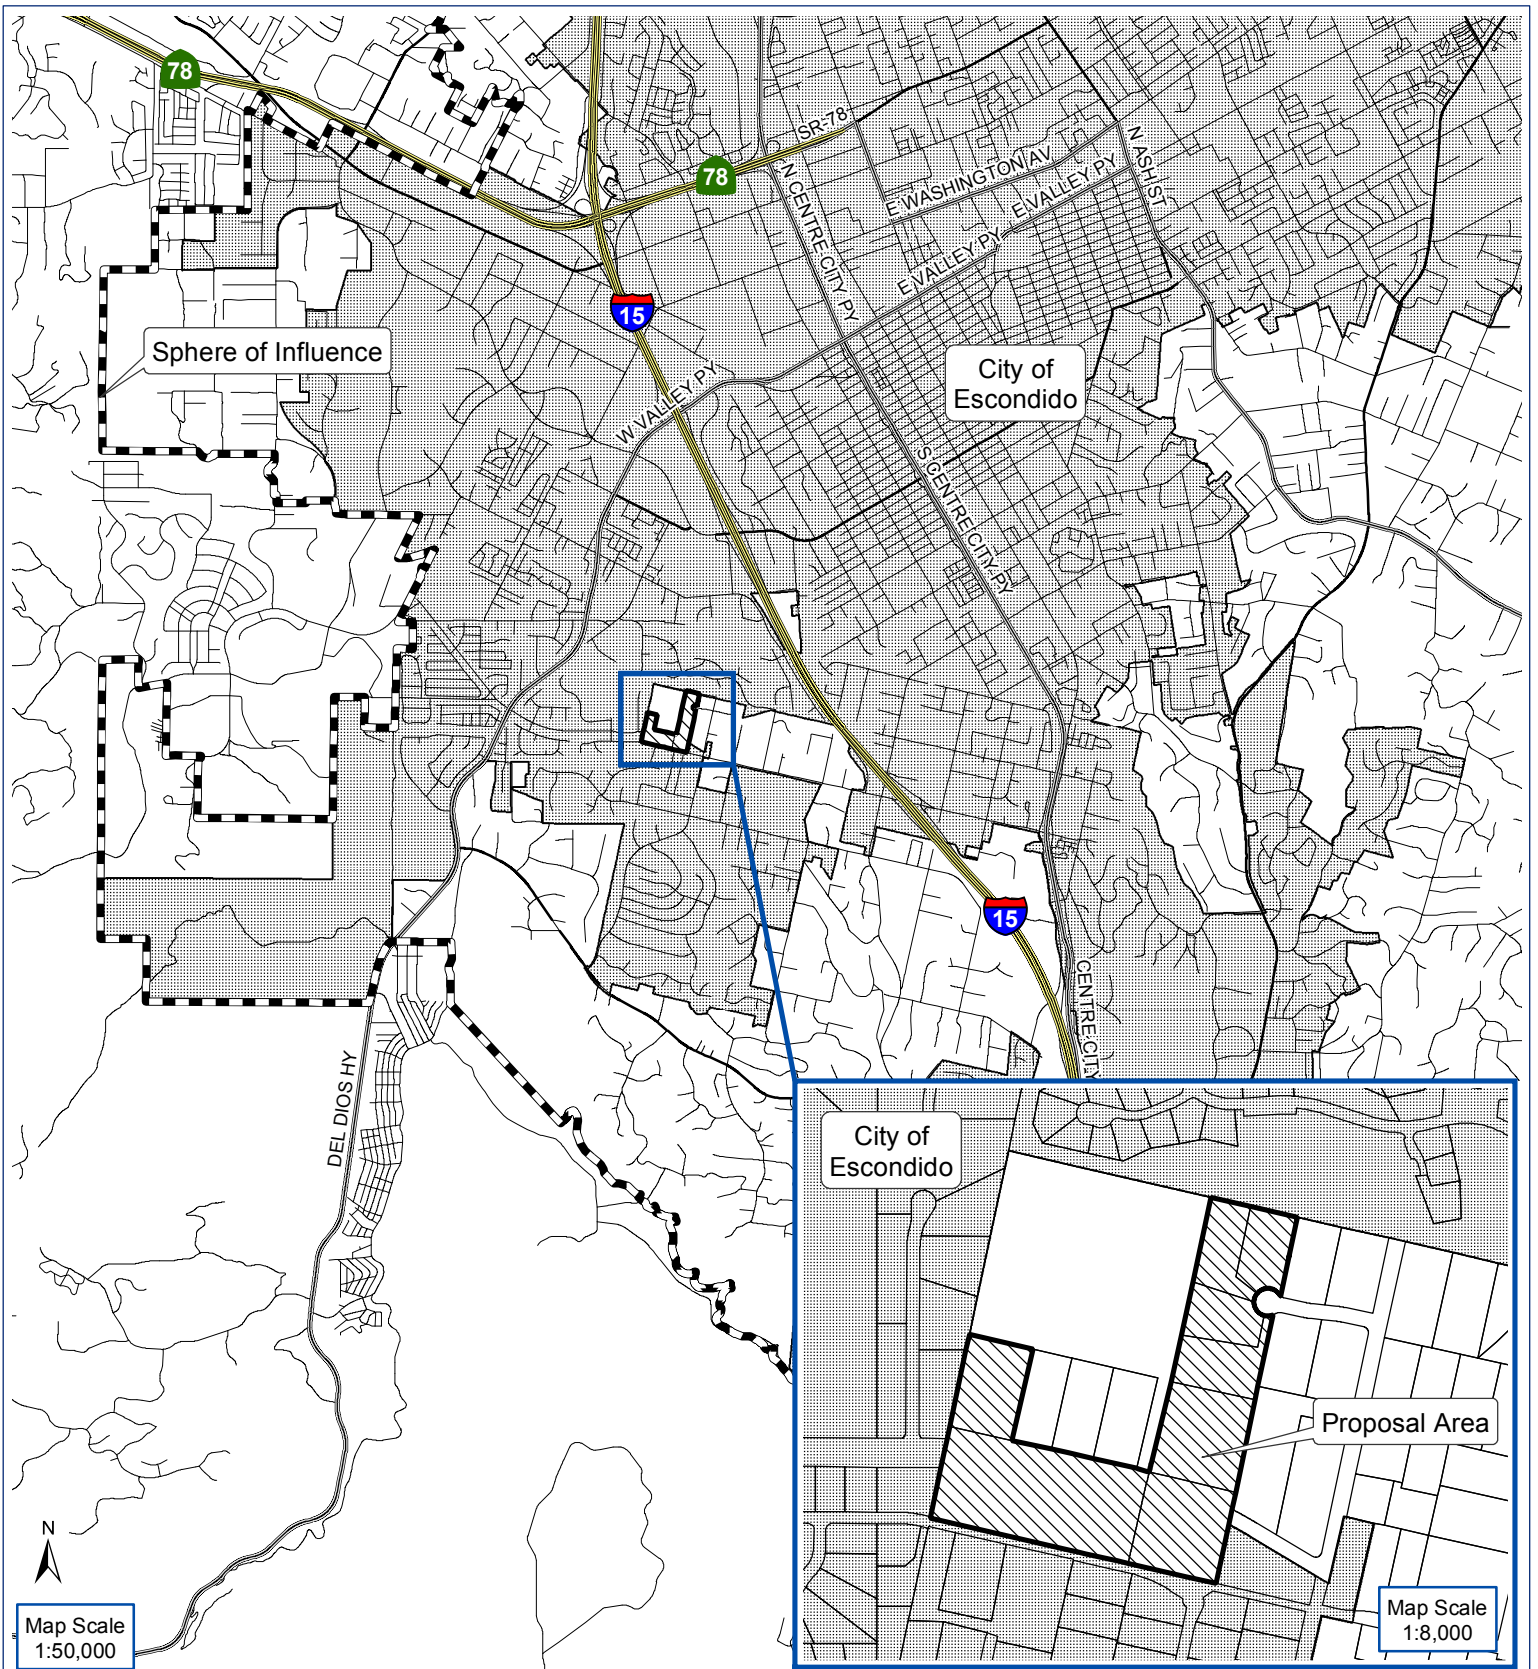 78
SR-78
78
N ASH ST
E WASHINGTON AV
E VALLEY PY
N CENTRE CITY PY
E VALLEY PY
15
Sphere of Influence
City of
Escondido
W VALLEY PY
S CENTRE CITY PY
15
CENTRE CITY
DEL DIOS HY
City of
Escondido
Proposal Area
N
Map Scale
1:50,000
Map Scale
1:8,000